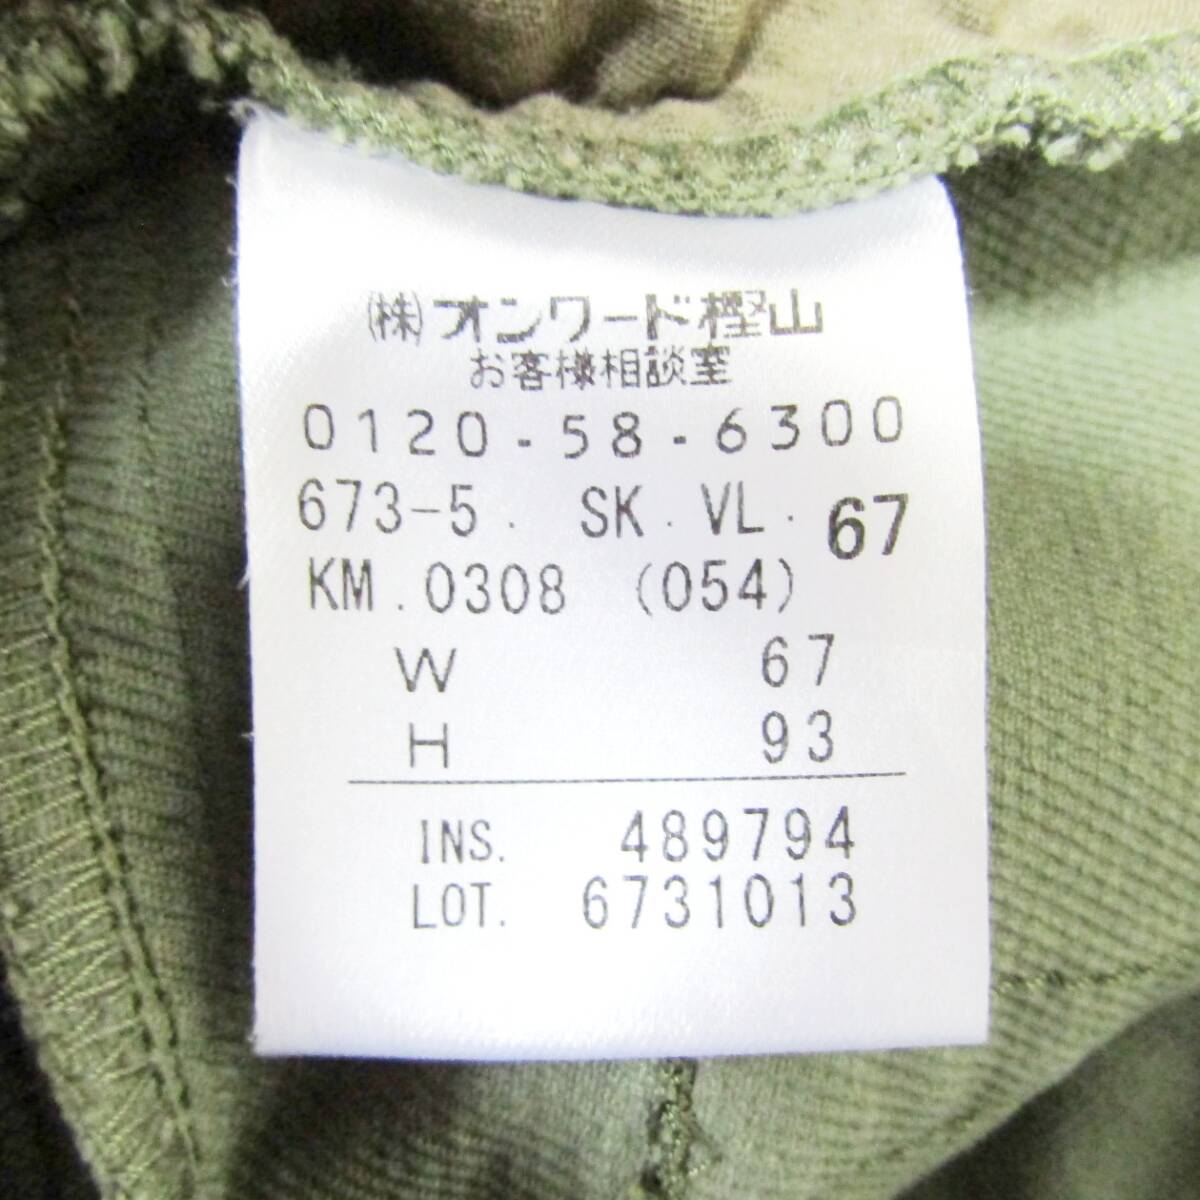 (株)オンワード樫山
お客様相談室
0120-58-6300
673-5. SK. VL. 67
KM. 0308 (054)
W 67
H 93
INS. 489794
LOT. 6731013